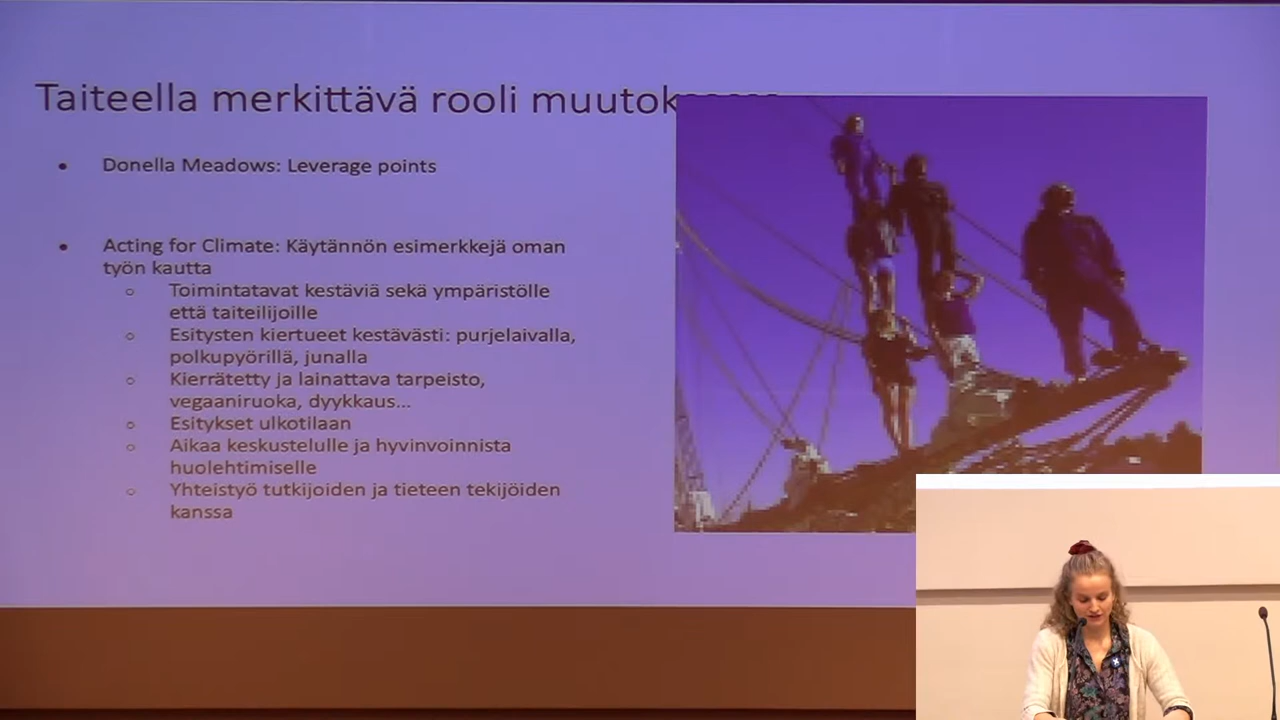 Taiteella merkittävä rooli
Donella Meadows: Leverage points
Acting for Climate: Käytännön esimerkkejä oman
työn kautta
Toimintatavat kestäviä sekä ympäristölle
että taiteilijoille
Esitysten kiertueet kestävästi: purjelaivalla,
polkupyörillä, junalla
Kierrätetty ja lainattava tarpeisto,
vegaaniruoka, dyykkaus...
Esitykset ulkotilaan
Aikaa keskustelulle ja hyvinvoinnista
huolehtimiselle
Yhteistyö tutkijoiden ja tieteen tekijöiden
kanssa